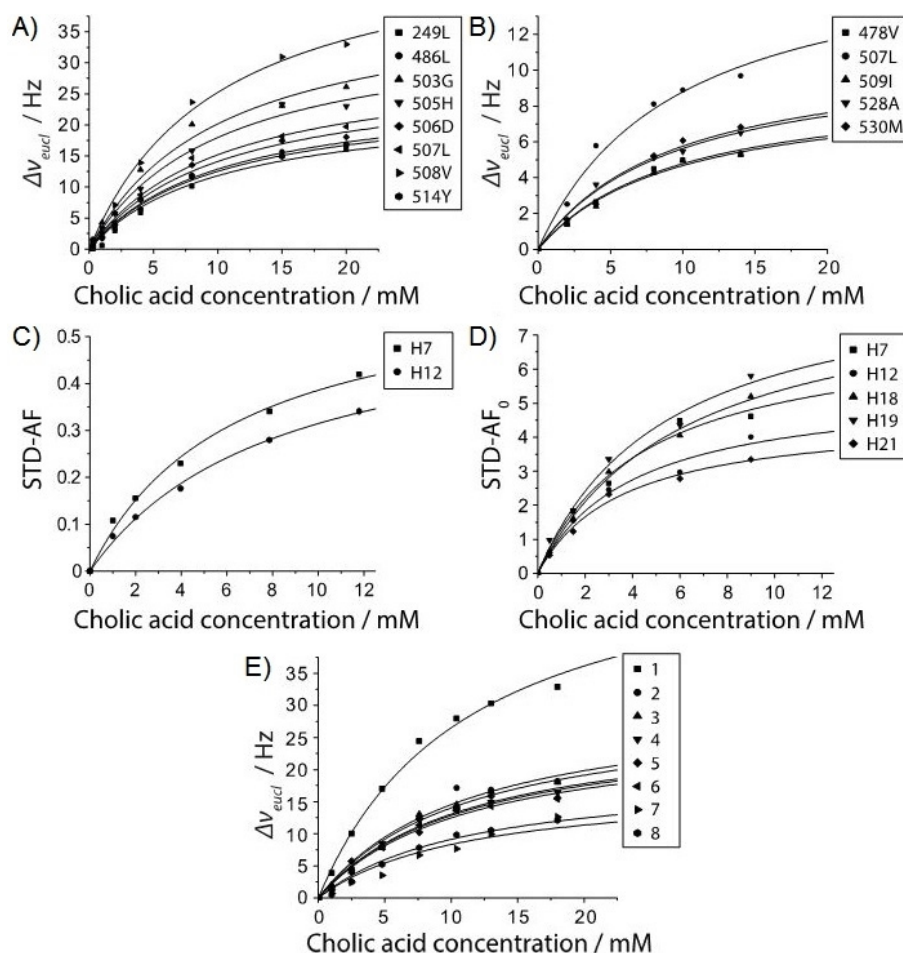 A)
35
30
25
20
15
10
5
0
Δν_eucl / Hz
0 5 10 15 20
Cholic acid concentration / mM
249L
486L
503G
505H
506D
507L
508V
514Y
B)
12
10
8
6
4
2
0
Δν_eucl / Hz
0 5 10 15 20
Cholic acid concentration / mM
478V
507L
509I
528A
530M
C)
0.5
0.4
0.3
0.2
0.1
0
STD-AF
0 2 4 6 8 10 12
Cholic acid concentration / mM
H7
H12
D)
7
6
5
4
3
2
1
0
STD-AF₀
0 2 4 6 8 10 12
Cholic acid concentration / mM
H7
H12
H18
H19
H21
E)
35
30
25
20
15
10
5
0
Δν_eucl / Hz
0 5 10 15 20
Cholic acid concentration / mM
1
2
3
4
5
6
7
8